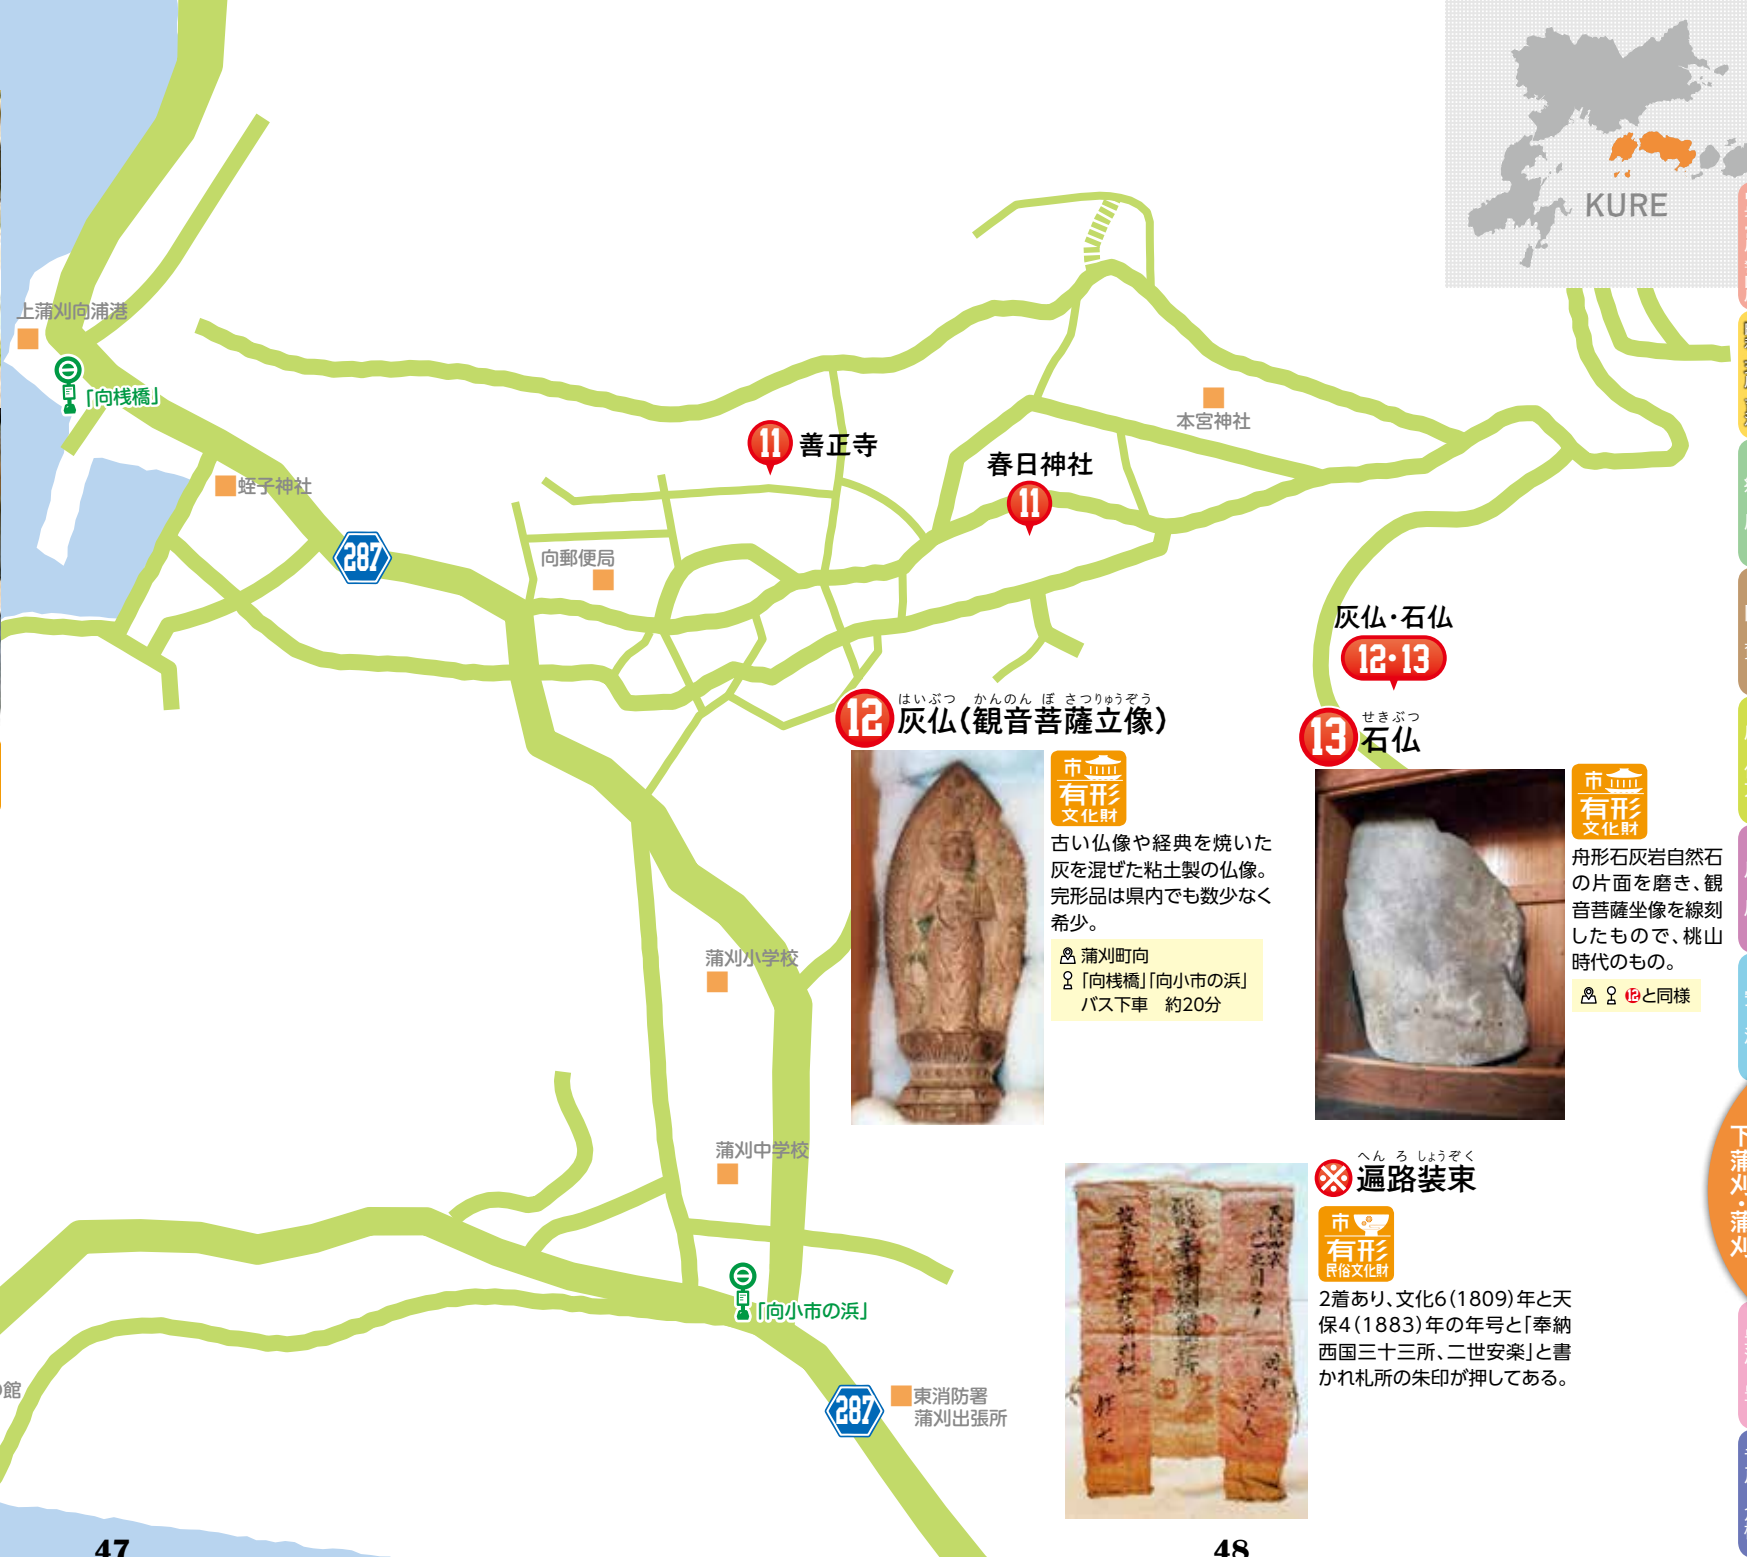 KURE
上蒲刈向浦港
「向桟橋」
蛭子神社
287
11 善正寺
本宮神社
春日神社
11
向郵便局
灰仏・石仏
12・13
はいぶつ かんのん ぼ さつりゅうぞう
12 灰仏(観音菩薩立像)
市
有形
文化財
古い仏像や経典を焼いた
灰を混ぜた粘土製の仏像。
完形品は県内でも数少なく
希少。
蒲刈町向
「向桟橋」「向小市の浜」
バス下車 約20分
せきぶつ
13 石仏
市
有形
文化財
舟形石灰岩自然石
の片面を磨き、観
音菩薩坐像を線刻
したもので、桃山
時代のもの。
⑫と同様
蒲刈小学校
蒲刈中学校
「向小市の浜」
館
287
東消防署
蒲刈出張所
へん ろ しょうぞく
※ 遍路装束
市
有形
民俗文化財
2着あり、文化6(1809)年と天
保4(1883)年の年号と「奉納
西国三十三所、二世安楽」と書
かれ札所の朱印が押してある。
下蒲刈・蒲刈
47
48